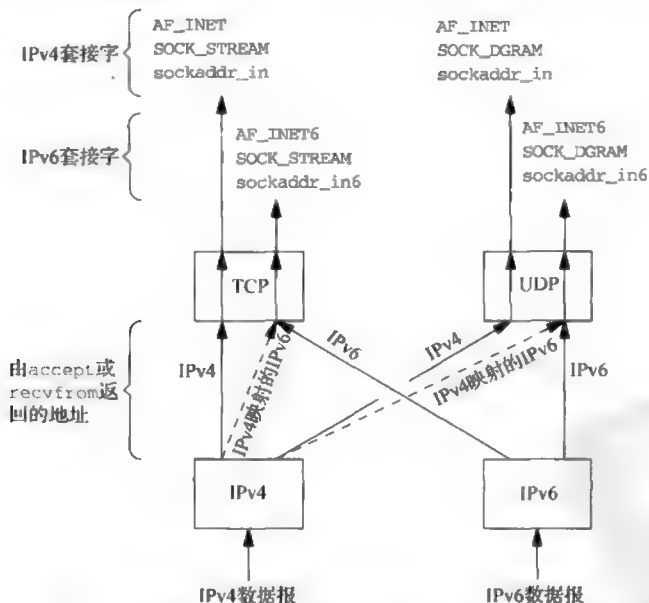 IPv4套接字
AF_INET
SOCK_STREAM
sockaddr_in
AF_INET
SOCK_DGRAM
sockaddr_in
IPv6套接字
AF_INET6
SOCK_STREAM
sockaddr_in6
AF_INET6
SOCK_DGRAM
sockaddr_in6
TCP
UDP
由accept或
recvfrom返
回的地址
IPv4
IPv4映射的IPv6
IPv6
IPv4
IPv4映射的IPv6
IPv6
IPv4
IPv6
IPv4数据报
IPv6数据报